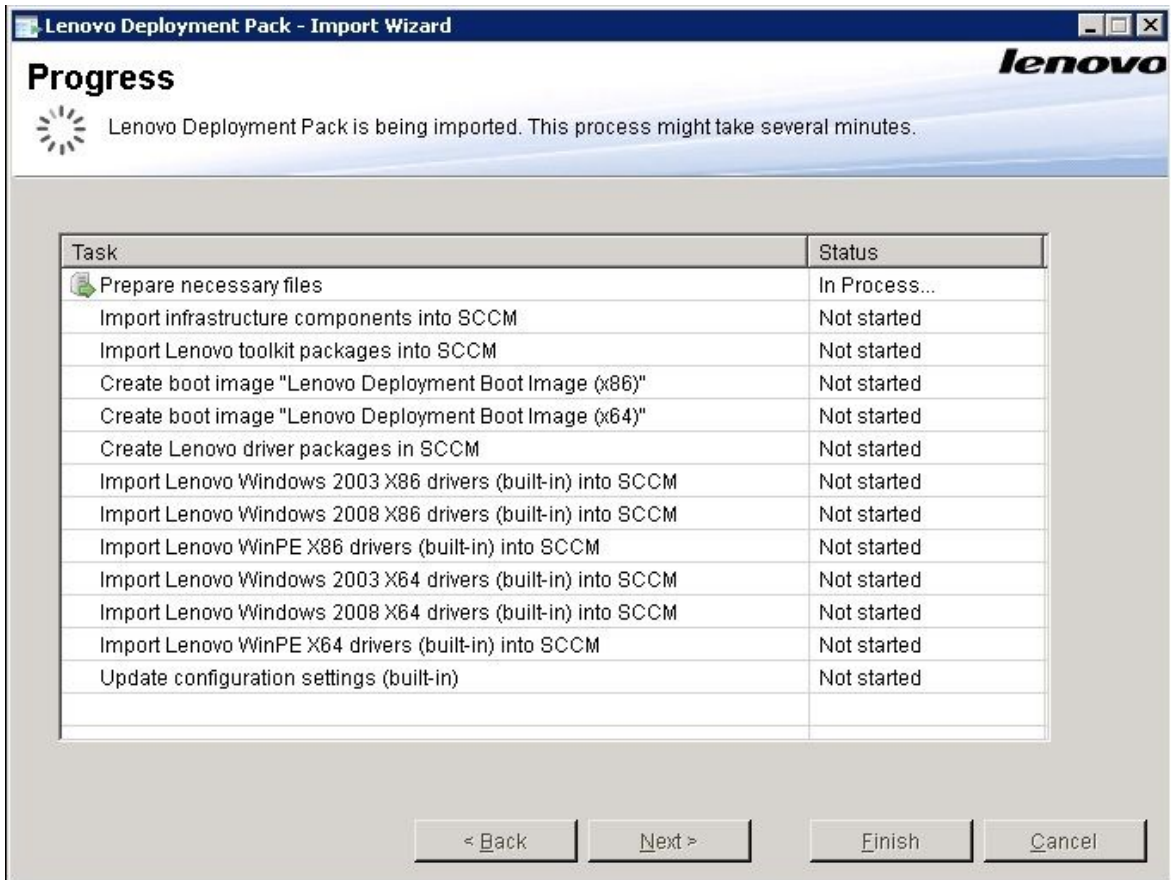 Lenovo Deployment Pack - Import Wizard
lenovo
Progress
Lenovo Deployment Pack is being imported. This process might take several minutes.
Task Status
Prepare necessary files In Process...
Import infrastructure components into SCCM Not started
Import Lenovo toolkit packages into SCCM Not started
Create boot image "Lenovo Deployment Boot Image (x86)" Not started
Create boot image "Lenovo Deployment Boot Image (x64)" Not started
Create Lenovo driver packages in SCCM Not started
Import Lenovo Windows 2003 X86 drivers (built-in) into SCCM Not started
Import Lenovo Windows 2008 X86 drivers (built-in) into SCCM Not started
Import Lenovo WinPE X86 drivers (built-in) into SCCM Not started
Import Lenovo Windows 2003 X64 drivers (built-in) into SCCM Not started
Import Lenovo Windows 2008 X64 drivers (built-in) into SCCM Not started
Import Lenovo WinPE X64 drivers (built-in) into SCCM Not started
Update configuration settings (built-in) Not started
< Back Next > Finish Cancel